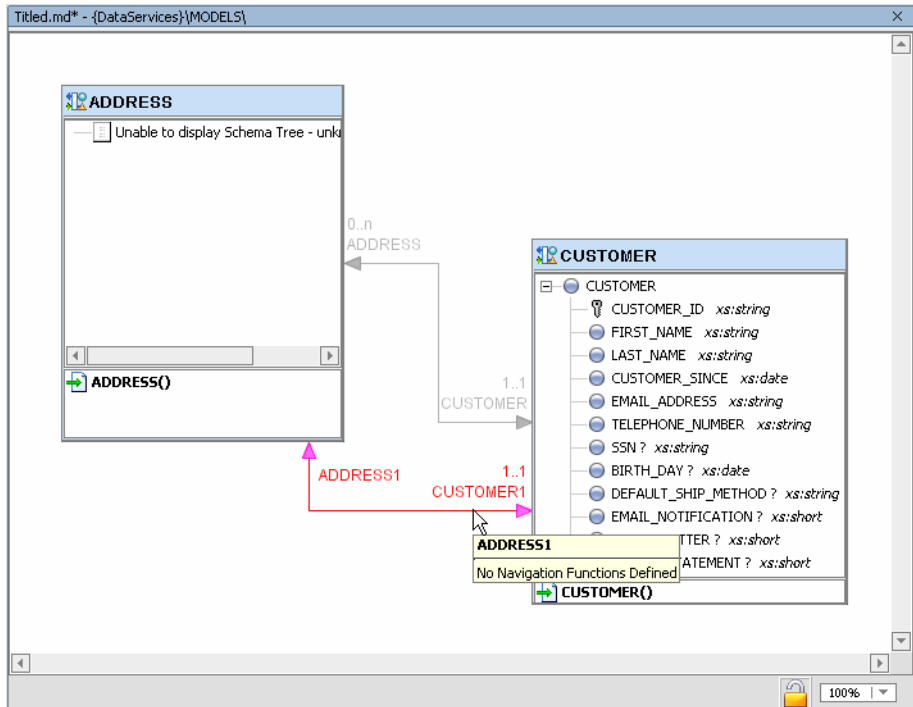 Titled.md* - {DataServices}\MODELS\
ADDRESS
Unable to display Schema Tree -
0..n
ADDRESS
ADDRESS()
1..1
CUSTOMER
ADDRESS1
1..1
CUSTOMER1
CUSTOMER
CUSTOMER
CUSTOMER_ID xs:string
FIRST_NAME xs:string
LAST_NAME xs:string
CUSTOMER_SINCE xs:date
EMAIL_ADDRESS xs:string
TELEPHONE_NUMBER xs:string
SSN ? xs:string
BIRTH_DAY ? xs:date
DEFAULT_SHIP_METHOD ? xs:string
EMAIL_NOTIFICATION ? xs:short
TTER ? xs:short
ATEMENT ? xs:short
CUSTOMER()
ADDRESS1
No Navigation Functions Defined
100%